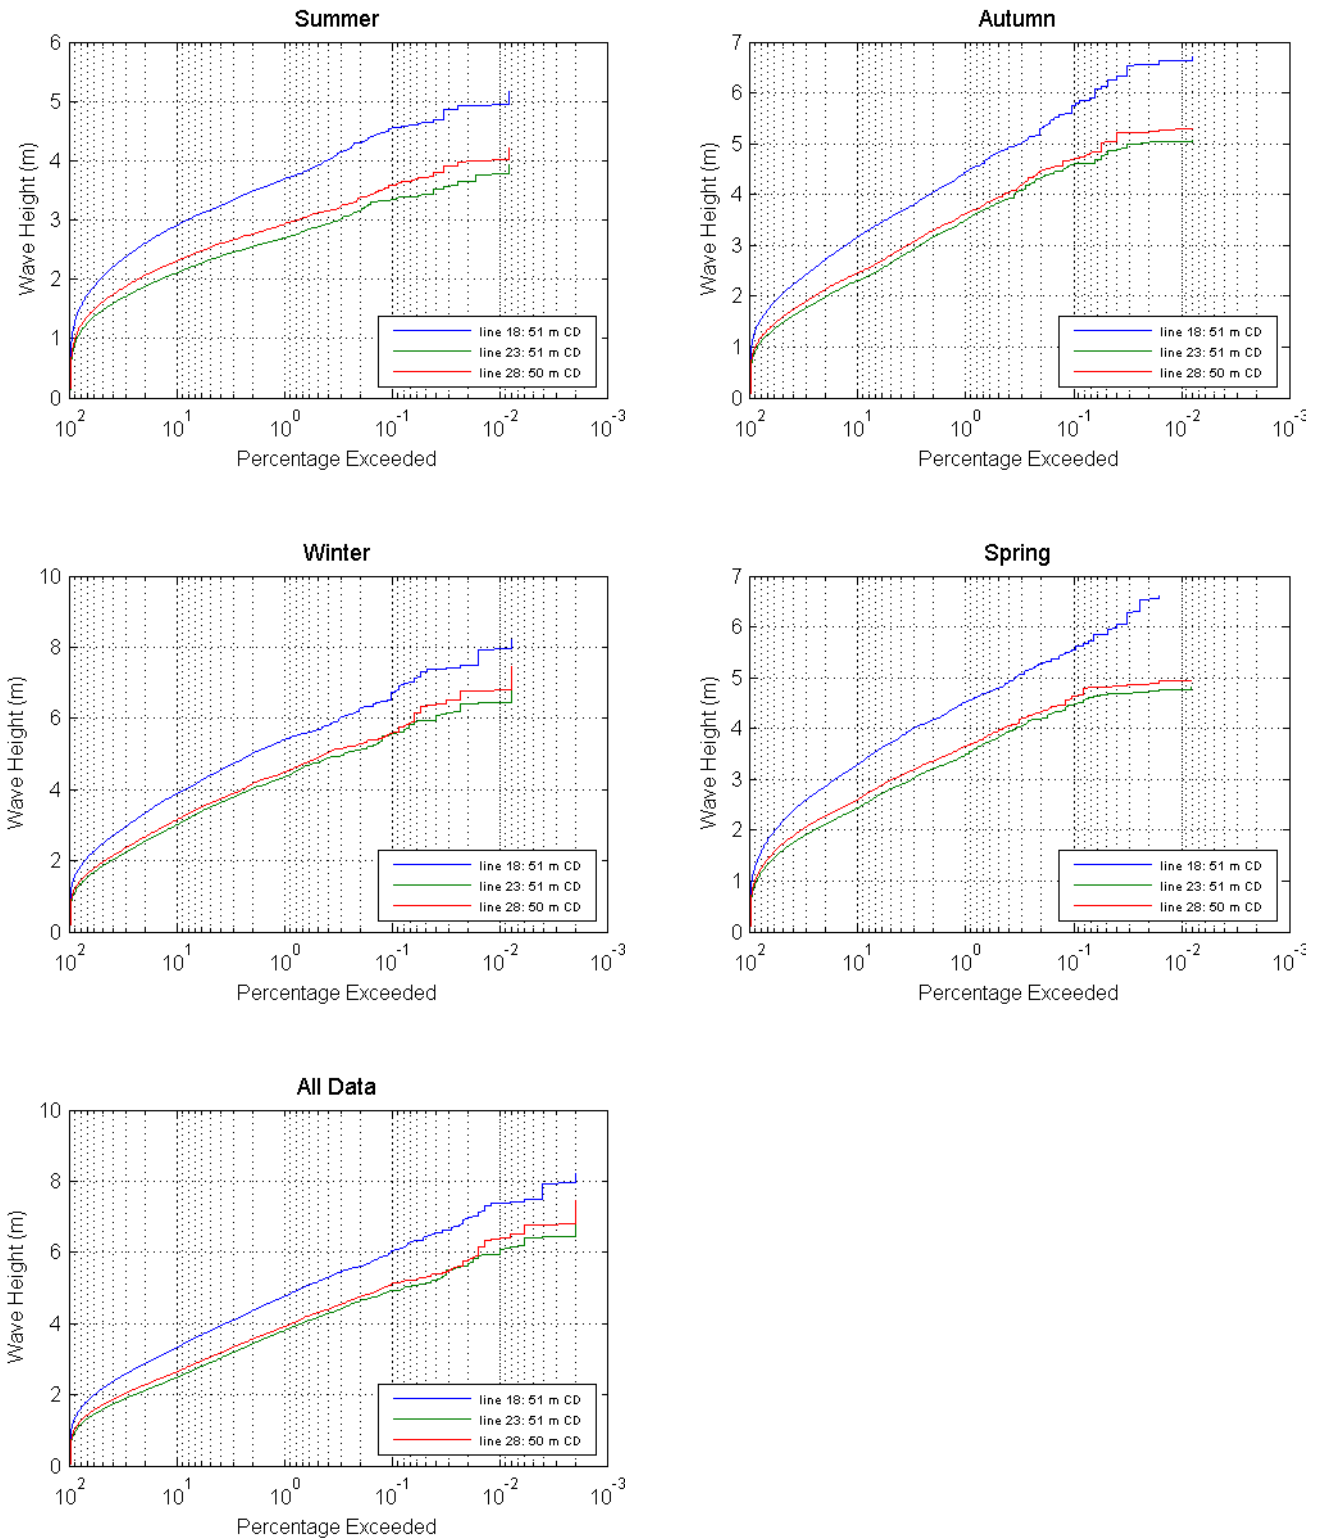 Summer
Wave Height (m)
6
5
4
3
2
1
0
line 18: 51 m CD
line 23: 51 m CD
line 28: 50 m CD
10^2 10^1 10^0 10^-1 10^-2 10^-3
Percentage Exceeded
Autumn
Wave Height (m)
7
6
5
4
3
2
1
0
line 18: 51 m CD
line 23: 51 m CD
line 28: 50 m CD
10^2 10^1 10^0 10^-1 10^-2 10^-3
Percentage Exceeded
Winter
Wave Height (m)
10
8
6
4
2
0
line 18: 51 m CD
line 23: 51 m CD
line 28: 50 m CD
10^2 10^1 10^0 10^-1 10^-2 10^-3
Percentage Exceeded
Spring
Wave Height (m)
7
6
5
4
3
2
1
0
line 18: 51 m CD
line 23: 51 m CD
line 28: 50 m CD
10^2 10^1 10^0 10^-1 10^-2 10^-3
Percentage Exceeded
All Data
Wave Height (m)
10
8
6
4
2
0
line 18: 51 m CD
line 23: 51 m CD
line 28: 50 m CD
10^2 10^1 10^0 10^-1 10^-2 10^-3
Percentage Exceeded